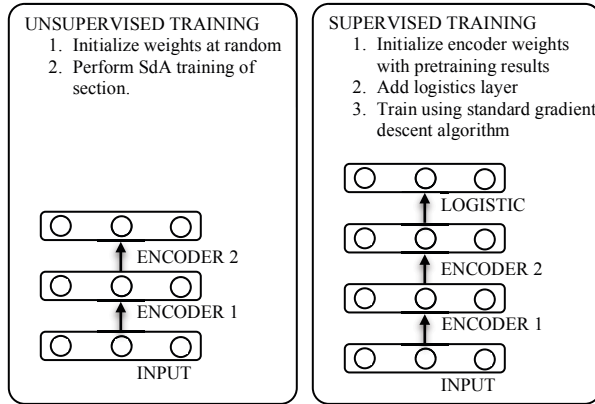 UNSUPERVISED TRAINING
1. Initialize weights at random
2. Perform SdA training of
section.
ENCODER 2
ENCODER 1
INPUT
SUPERVISED TRAINING
1. Initialize encoder weights
with pretraining results
2. Add logistics layer
3. Train using standard gradient
descent algorithm
LOGISTIC
ENCODER 2
ENCODER 1
INPUT